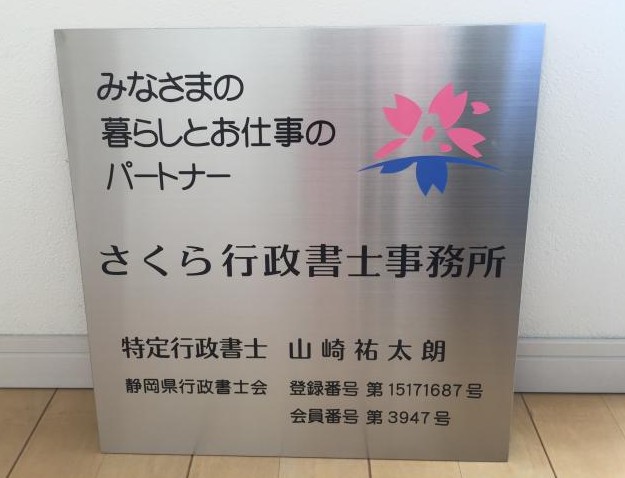 みなさまの
暮らしとお仕事の
パートナー
さくら行政書士事務所
特定行政書士 山崎祐太朗
静岡県行政書士会 登録番号 第15171687号
会員番号 第3947号